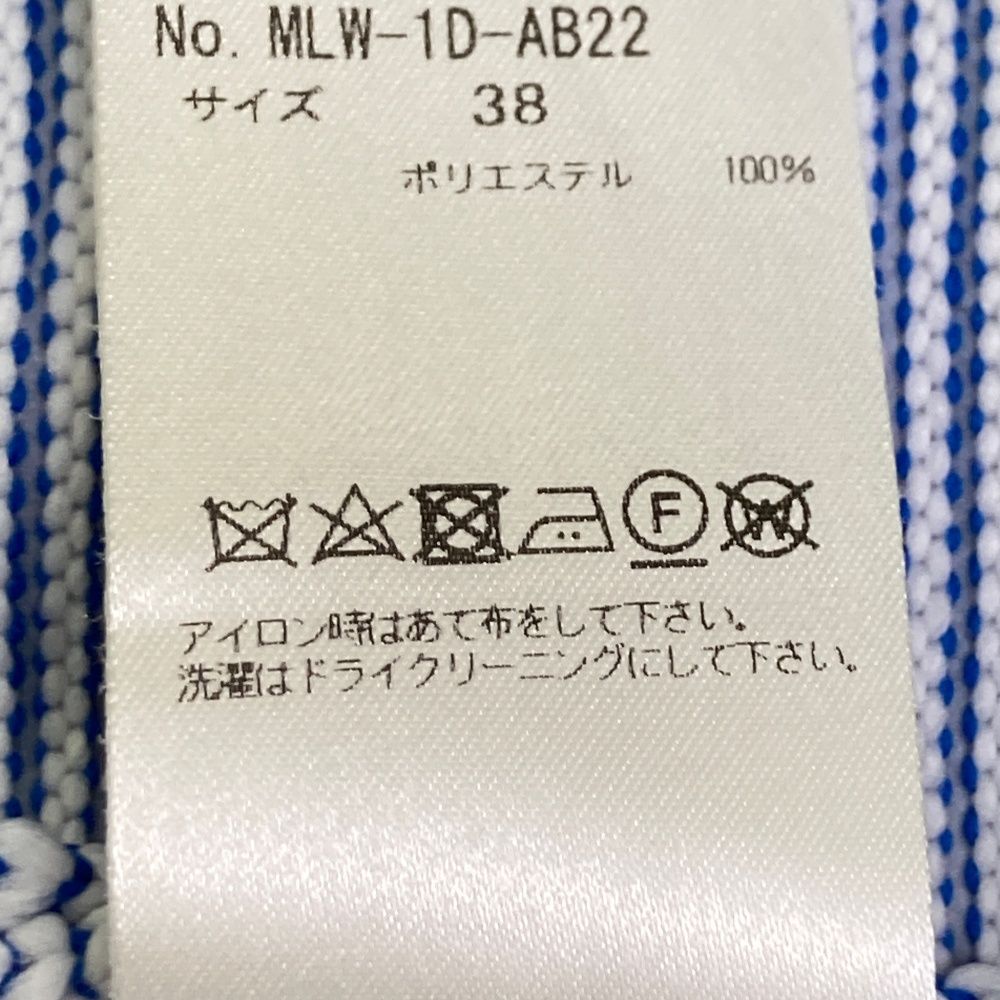 No. MLW-1D-AB22
サイズ 38
ポリエステル 100%
F
W
アイロン時はあて布をして下さい。
洗濯はドライクリーニングにして下さい。